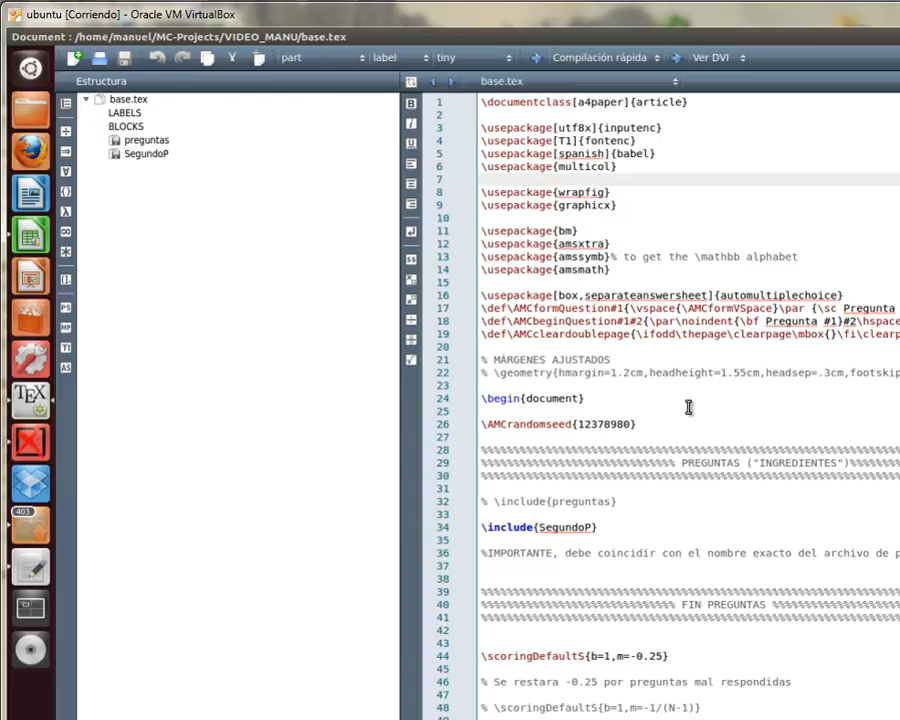 ubuntu [Corriendo] - Oracle VM VirtualBox
Document : /home/manuel/MC-Projects/VIDEO_MANU/base.tex
part label tiny Compilación rápida Ver DVI
Estructura base.tex
base.tex
LABELS
BLOCKS
preguntas
SegundoP
403
1 \documentclass[a4paper]{article}
2
3 \usepackage[utf8x]{inputenc}
4 \usepackage[T1]{fontenc}
5 \usepackage[spanish]{babel}
6 \usepackage{multicol}
7
8 \usepackage{wrapfig}
9 \usepackage{graphicx}
10
11 \usepackage{bm}
12 \usepackage{amsxtra}
13 \usepackage{amssymb}% to get the \mathbb alphabet
14 \usepackage{amsmath}
15
16 \usepackage[box,separateanswersheet]{automultiplechoice}
17 \def\AMCformQuestion#1{\vspace{\AMCformVSpace}\par {\sc Pregunta
18 \def\AMCbeginQuestion#1#2{\par\noindent{\bf Pregunta #1}#2\hspace
19 \def\AMCcleardoublepage{\ifodd\thepage\clearpage\mbox{}\fi\clearp
20
21 % MÁRGENES AJUSTADOS
22 % \geometry{hmargin=1.2cm,headheight=1.55cm,headsep=.3cm,footskip
23
24 \begin{document}
25
26 \AMCrandomseed{12378980}
27
28 %%%%%%%%%%%%%%%%%%%%%%%%%%%%%%%%%%%%%%%%%%%%%%%%%%%%%%%%%%%%%%%%%
29 %%%%%%%%%%%%%%%%%%%%%%%%%%%%%% PREGUNTAS ("INGREDIENTES")%%%%%%%%
30 %%%%%%%%%%%%%%%%%%%%%%%%%%%%%%%%%%%%%%%%%%%%%%%%%%%%%%%%%%%%%%%%%
31
32 % \include{preguntas}
33
34 \include{SegundoP}
35
36 %IMPORTANTE, debe coincidir con el nombre exacto del archivo de p
37
38
39 %%%%%%%%%%%%%%%%%%%%%%%%%%%%%%%%%%%%%%%%%%%%%%%%%%%%%%%%%%%%%%%%%
40 %%%%%%%%%%%%%%%%%%%%%%%%%%%%%% FIN PREGUNTAS %%%%%%%%%%%%%%%%%%%%
41 %%%%%%%%%%%%%%%%%%%%%%%%%%%%%%%%%%%%%%%%%%%%%%%%%%%%%%%%%%%%%%%%%
42
43
44 \scoringDefaultS{b=1,m=-0.25}
45
46 % Se restara -0.25 por preguntas mal respondidas
47
48 % \scoringDefaultS{b=1,m=-1/(N-1)}